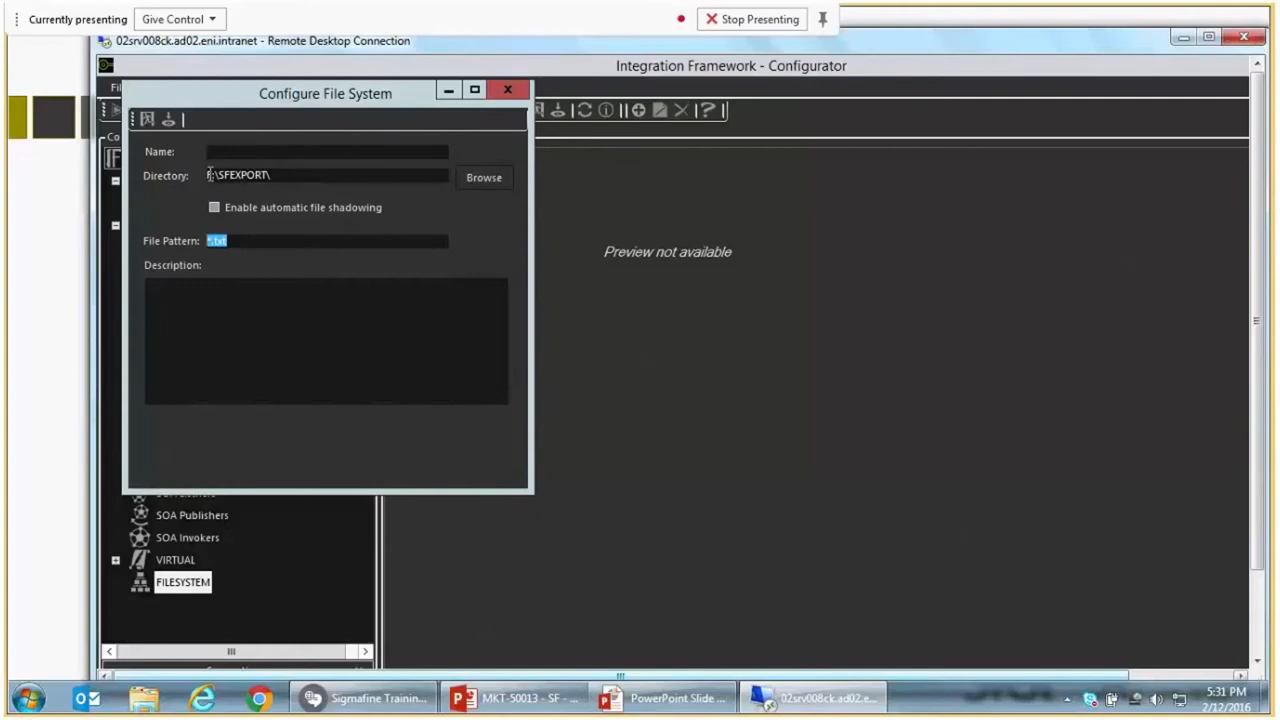 Currently presenting
Give Control
Stop Presenting
02srv008ck.ad02.eni.intranet - Remote Desktop Connection
Integration Framework - Configurator
Configure File System
Name:
Directory:
:\SFEXPORT\
Browse
Enable automatic file shadowing
File Pattern:
*.txt
Description:
Preview not available
SOA Publishers
SOA Invokers
VIRTUAL
FILESYSTEM
Sigmafine Trainin...
MKT-50013 - SF - ...
PowerPoint Slide ...
02srv008ck.ad02.e...
5:31 PM
2/12/2016